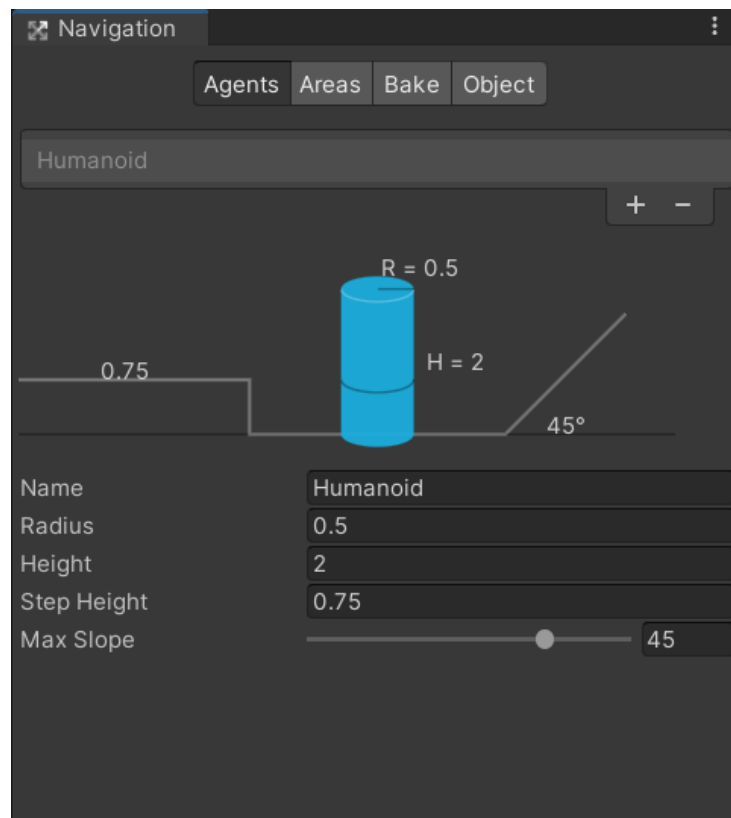 Navigation
Agents Areas Bake Object
Humanoid
+ −
R = 0.5
0.75
H = 2
45°
Name Humanoid
Radius 0.5
Height 2
Step Height 0.75
Max Slope 45